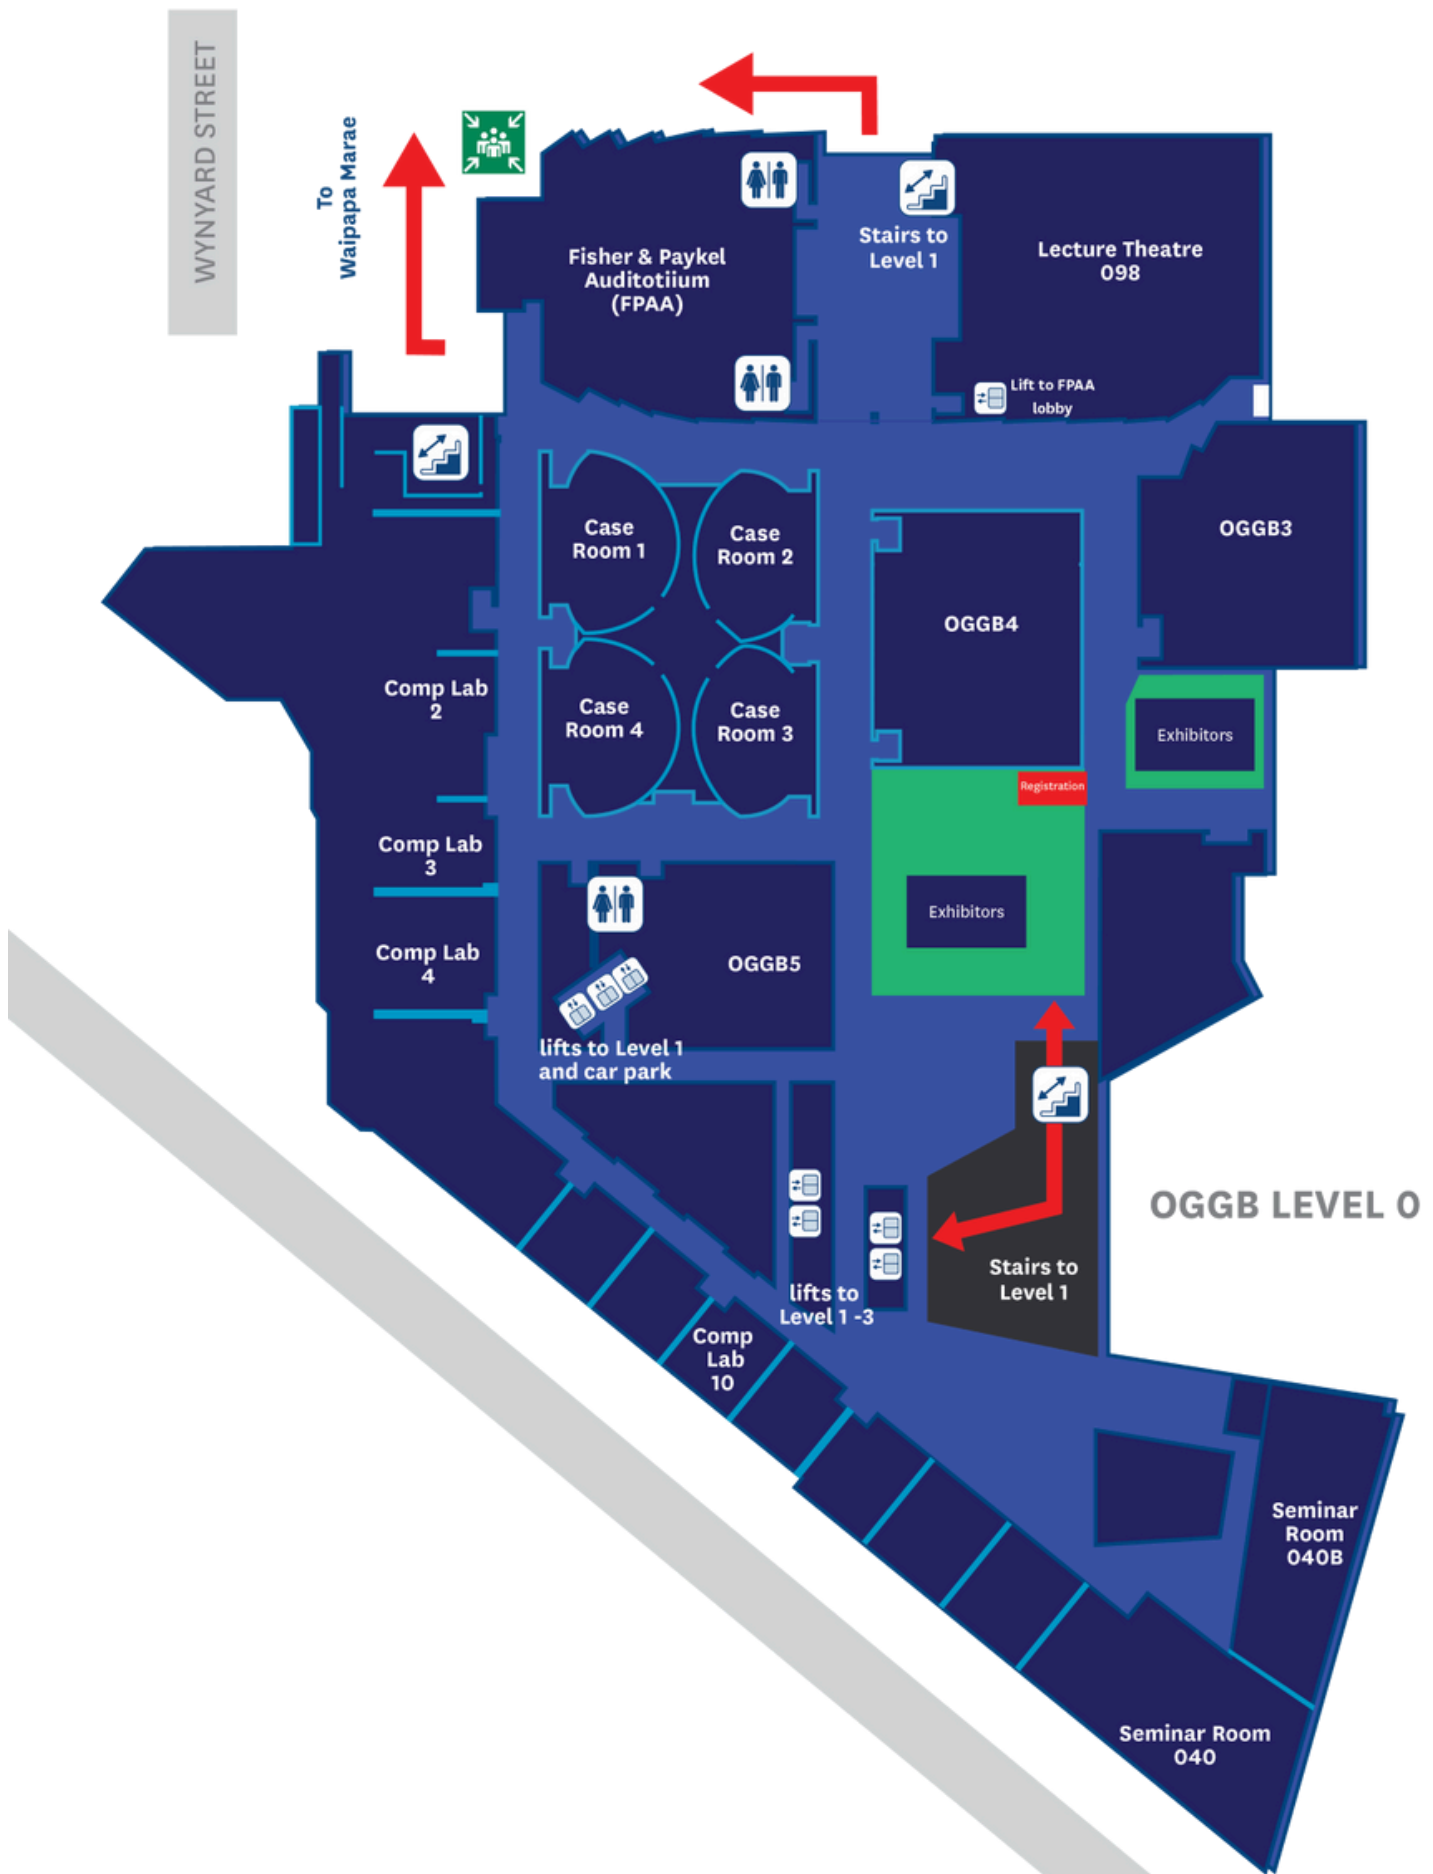 WYNYARD STREET
To
Waipapa Marae
Fisher & Paykel
Auditotiium
(FPAA)
Stairs to
Level 1
Lecture Theatre
098
Lift to FPAA
lobby
Case
Room 1
Case
Room 2
OGGB3
OGGB4
Comp Lab
2
Case
Room 4
Case
Room 3
Exhibitors
Registration
Comp Lab
3
Exhibitors
Comp Lab
4
OGGB5
lifts to Level 1
and car park
OGGB LEVEL 0
Stairs to
Level 1
lifts to
Level 1 -3
Comp
Lab
10
Seminar
Room
040B
Seminar Room
040